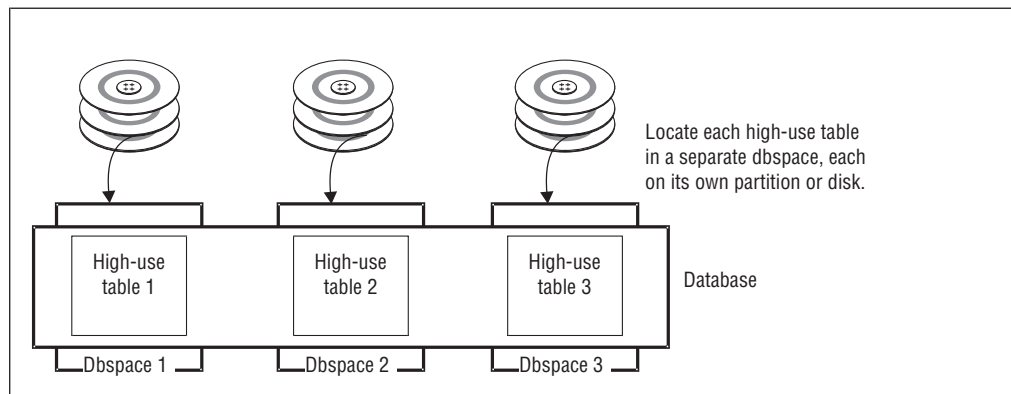 Locate each high-use table
in a separate dbspace, each
on its own partition or disk.
High-use
table 1
High-use
table 2
High-use
table 3
Database
Dbspace 1
Dbspace 2
Dbspace 3